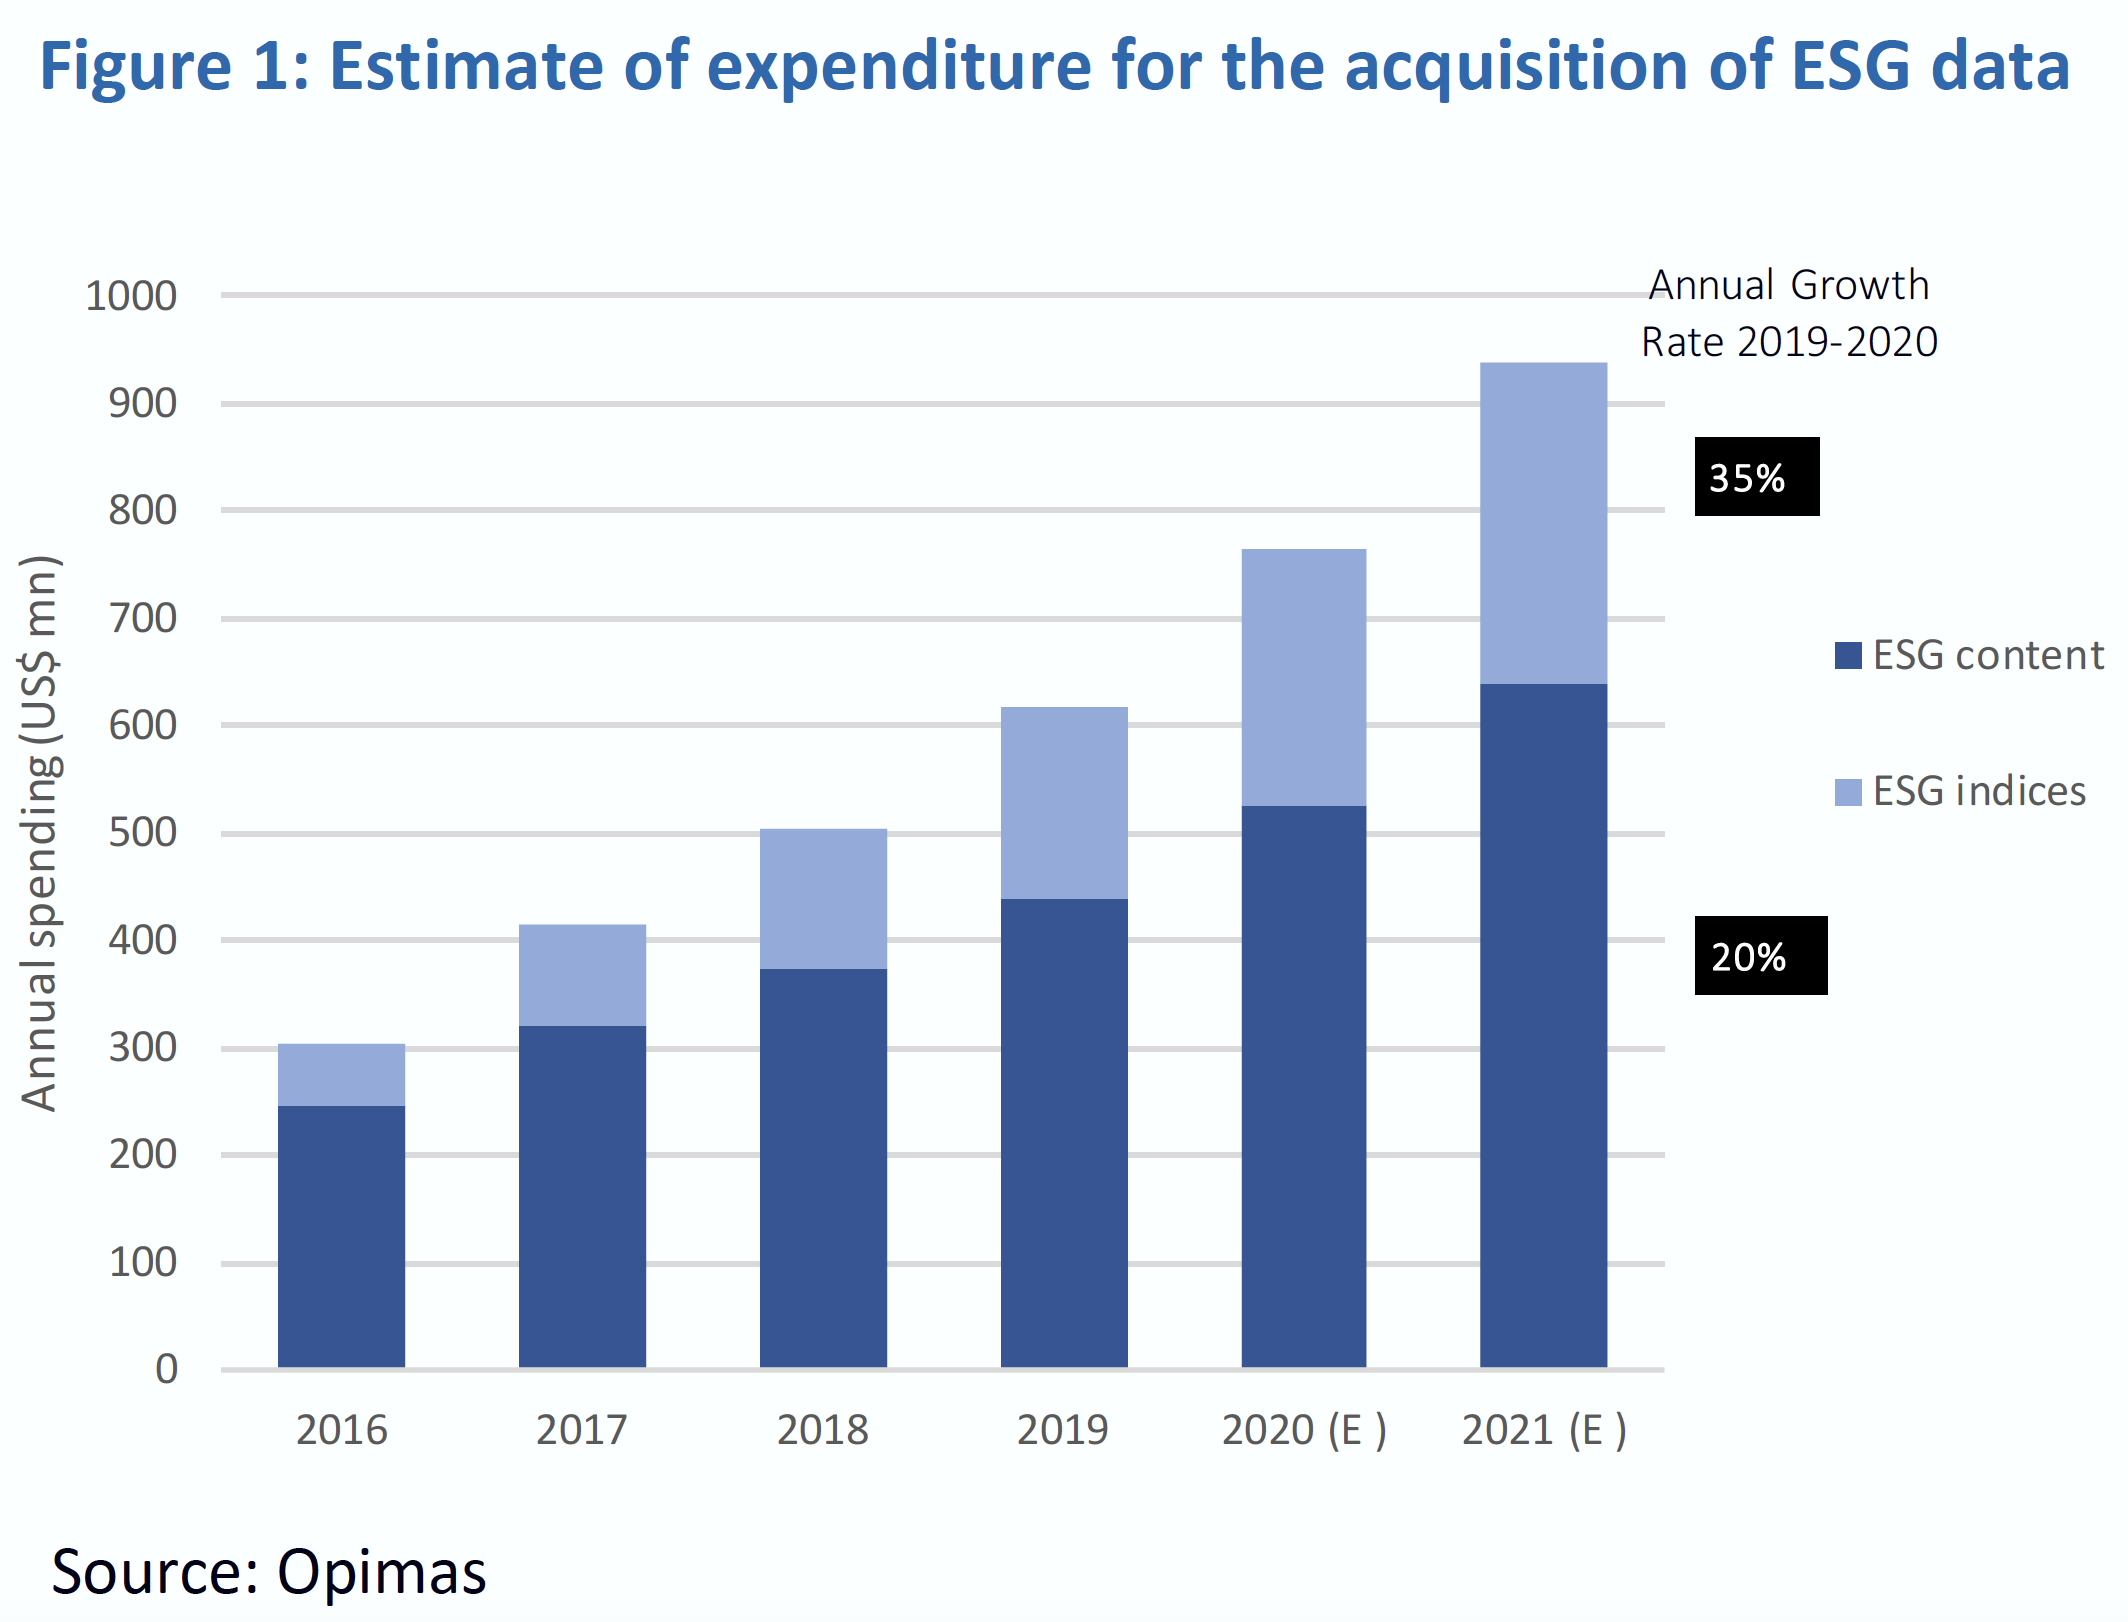 Figure 1: Estimate of expenditure for the acquisition of ESG data
Annual Growth
Rate 2019-2020
1000
900
800
700
600
500
400
300
200
100
0
Annual spending (US$ mn)
35%
20%
ESG content
ESG indices
2016
2017
2018
2019
2020 (E )
2021 (E )
Source: Opimas